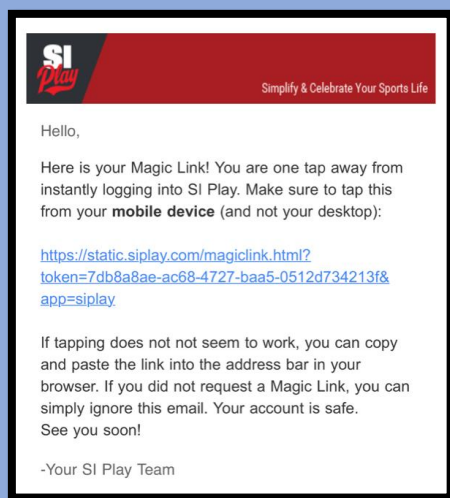 SI
Play
Simplify & Celebrate Your Sports Life
Hello,
Here is your Magic Link! You are one tap away from
instantly logging into SI Play. Make sure to tap this
from your mobile device (and not your desktop):
https://static.siplay.com/magiclink.html?
token=7db8a8ae-ac68-4727-baa5-0512d734213f&
app=siplay
If tapping does not not seem to work, you can copy
and paste the link into the address bar in your
browser. If you did not request a Magic Link, you can
simply ignore this email. Your account is safe.
See you soon!
-Your SI Play Team